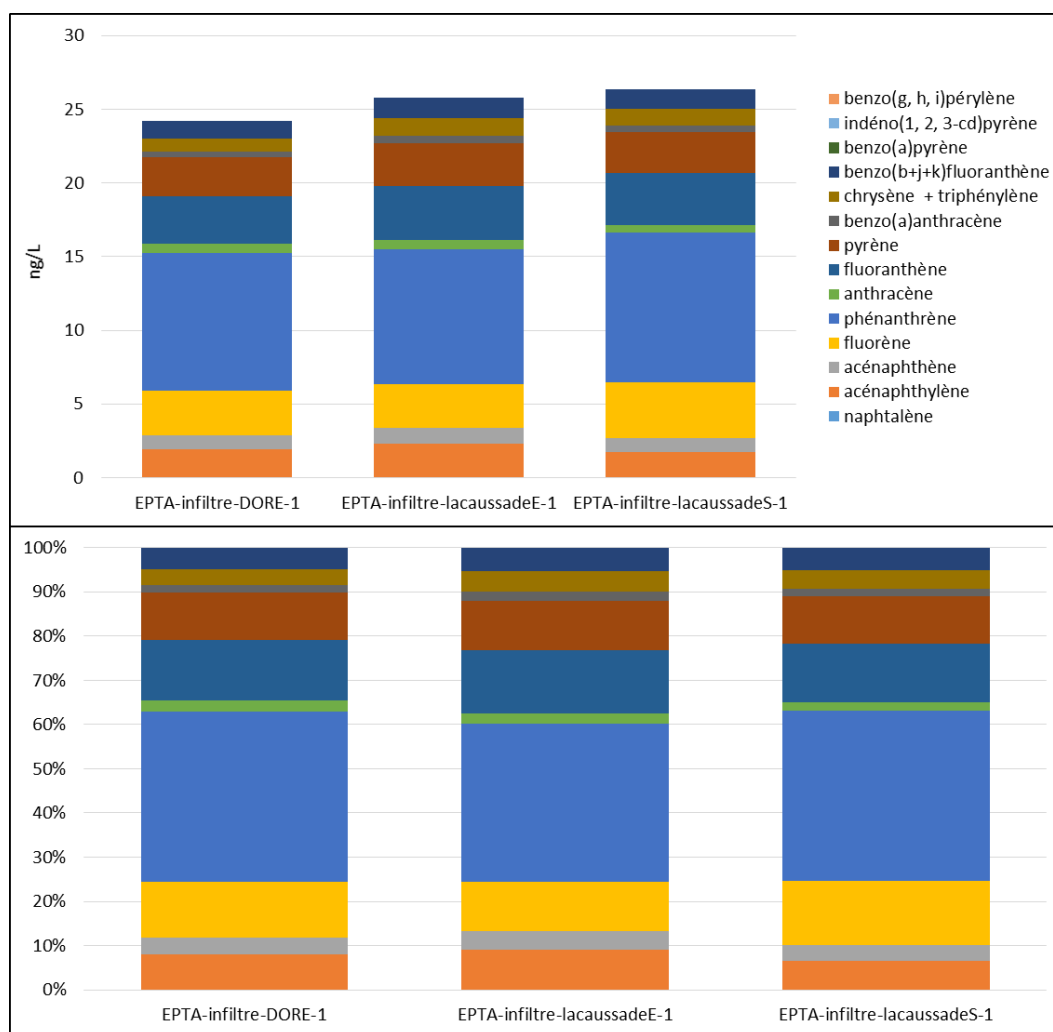 30
25
20
15
10
5
0
ng/L
EPTA-infiltre-DORE-1 EPTA-infiltre-lacaussadeE-1 EPTA-infiltre-lacaussadeS-1
benzo(g, h, i)pérylène
indéno(1, 2, 3-cd)pyrène
benzo(a)pyrène
benzo(b+j+k)fluoranthène
chrysène + triphénylène
benzo(a)anthracène
pyrène
fluoranthène
anthracène
phénanthrène
fluorène
acénaphthène
acénaphthylène
naphtalène
100%
90%
80%
70%
60%
50%
40%
30%
20%
10%
0%
EPTA-infiltre-DORE-1 EPTA-infiltre-lacaussadeE-1 EPTA-infiltre-lacaussadeS-1